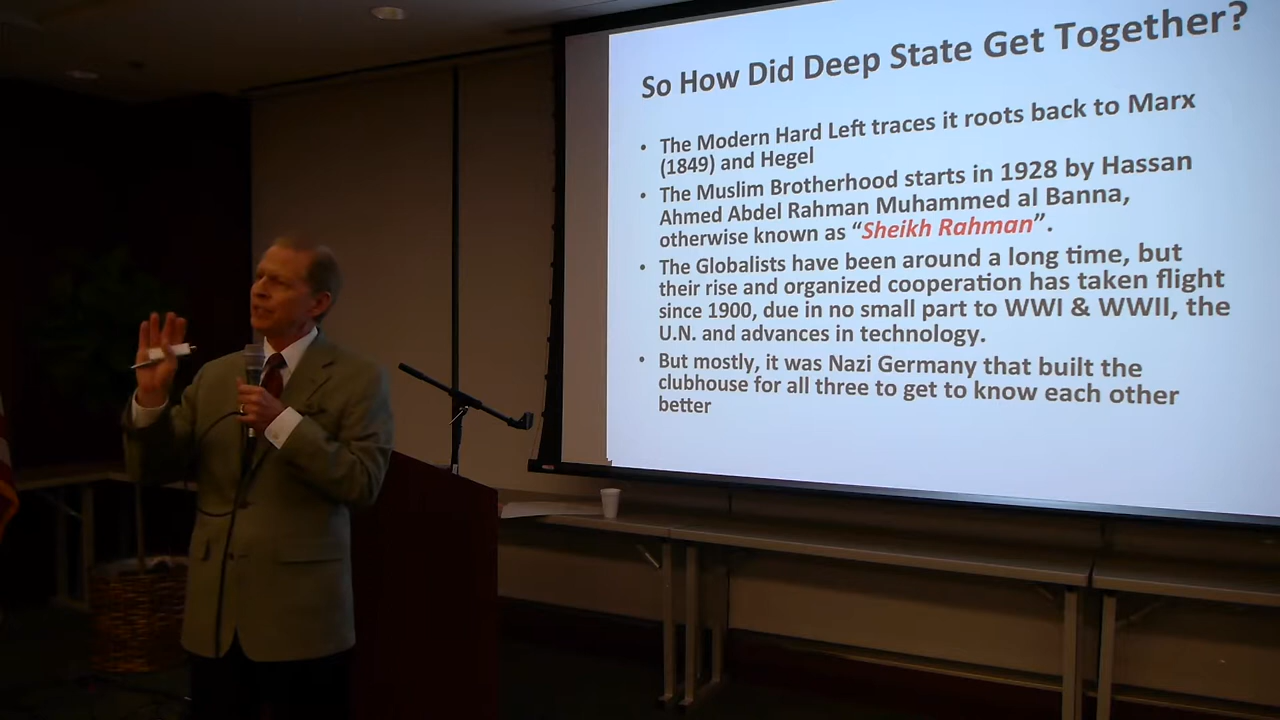 So How Did Deep State Get Together?
• The Modern Hard Left traces it roots back to Marx
(1849) and Hegel
• The Muslim Brotherhood starts in 1928 by Hassan
Ahmed Abdel Rahman Muhammed al Banna,
otherwise known as “Sheikh Rahman”.
• The Globalists have been around a long time, but
their rise and organized cooperation has taken flight
since 1900, due in no small part to WWI & WWII, the
U.N. and advances in technology.
• But mostly, it was Nazi Germany that built the
clubhouse for all three to get to know each other
better